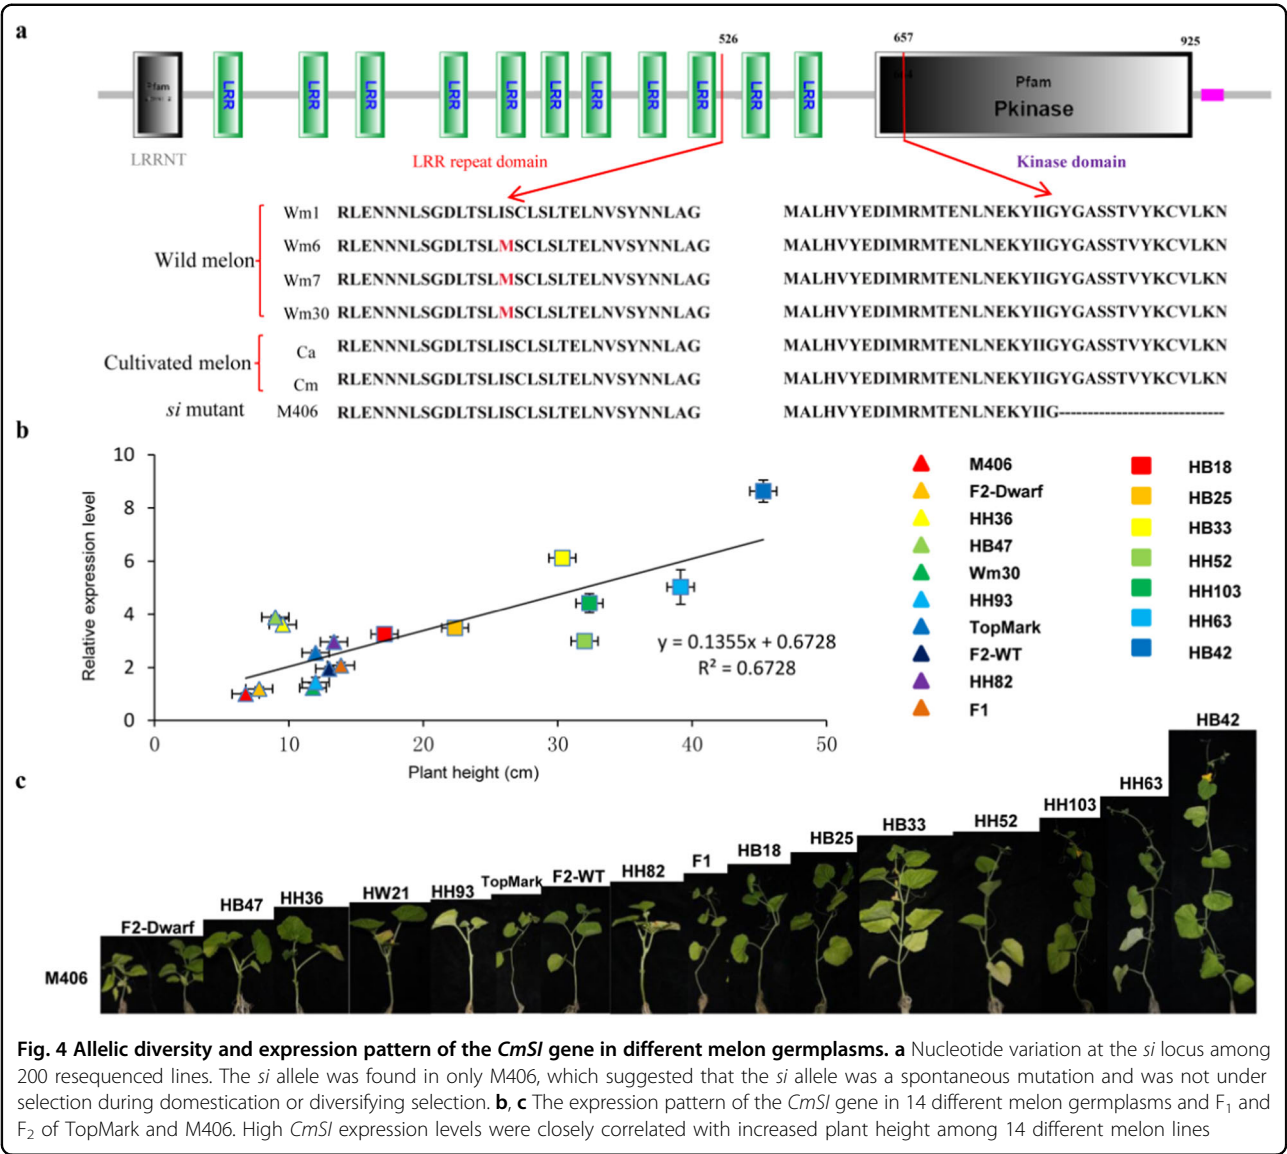 a
526
657
925
Pfam
LRR
LRR
LRR
LRR
LRR
LRR
LRR
LRR
LRR
LRR
LRR
Pfam
Pkinase
LRRNT
LRR repeat domain
Kinase domain
Wild melon
Wm1 RLENNNLSGDLTSLISCLSLTELNVSYNNLAG MALHVYEDIMRMTENLNEKYIIGYGASSTVYKCVLKN
Wm6 RLENNNLSGDLTSLMSCLSLTELNVSYNNLAG MALHVYEDIMRMTENLNEKYIIGYGASSTVYKCVLKN
Wm7 RLENNNLSGDLTSLMSCLSLTELNVSYNNLAG MALHVYEDIMRMTENLNEKYIIGYGASSTVYKCVLKN
Wm30 RLENNNLSGDLTSLMSCLSLTELNVSYNNLAG MALHVYEDIMRMTENLNEKYIIGYGASSTVYKCVLKN
Cultivated melon
Ca RLENNNLSGDLTSLISCLSLTELNVSYNNLAG MALHVYEDIMRMTENLNEKYIIGYGASSTVYKCVLKN
Cm RLENNNLSGDLTSLISCLSLTELNVSYNNLAG MALHVYEDIMRMTENLNEKYIIGYGASSTVYKCVLKN
si mutant M406 RLENNNLSGDLTSLISCLSLTELNVSYNNLAG MALHVYEDIMRMTENLNEKYIIG-----------------------------
b
Relative expression level
10
8
6
4
2
0
0 10 20 30 40 50
Plant height (cm)
y = 0.1355x + 0.6728
R² = 0.6728
M406
F2-Dwarf
HH36
HB47
Wm30
HH93
TopMark
F2-WT
HH82
F1
HB18
HB25
HB33
HH52
HH103
HH63
HB42
c
M406
F2-Dwarf
HB47
HH36
HW21
HH93
TopMark
F2-WT
HH82
F1
HB18
HB25
HB33
HH52
HH103
HH63
HB42
Fig. 4 Allelic diversity and expression pattern of the CmSI gene in different melon germplasms. a Nucleotide variation at the si locus among
200 resequenced lines. The si allele was found in only M406, which suggested that the si allele was a spontaneous mutation and was not under
selection during domestication or diversifying selection. b, c The expression pattern of the CmSI gene in 14 different melon germplasms and F₁ and
F₂ of TopMark and M406. High CmSI expression levels were closely correlated with increased plant height among 14 different melon lines